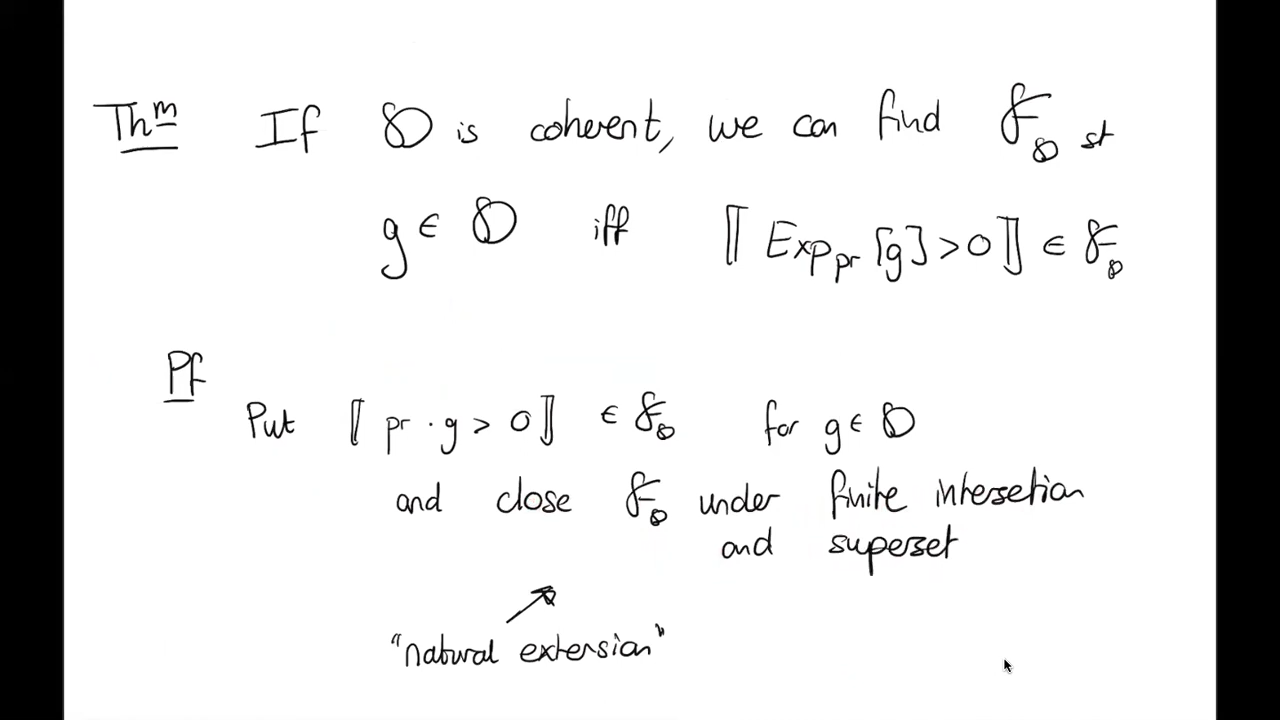 Thm If 𝒟 is coherent, we can find ℱ_𝒟 st
g ∈ 𝒟 iff ⟦ Exp_pr [g] > 0 ⟧ ∈ ℱ_𝒟
Pf
Put ⟦ pr · g > 0 ⟧ ∈ ℱ_𝒟 for g ∈ 𝒟
and close ℱ_𝒟 under finite intersetion
and superset
"natural extension"